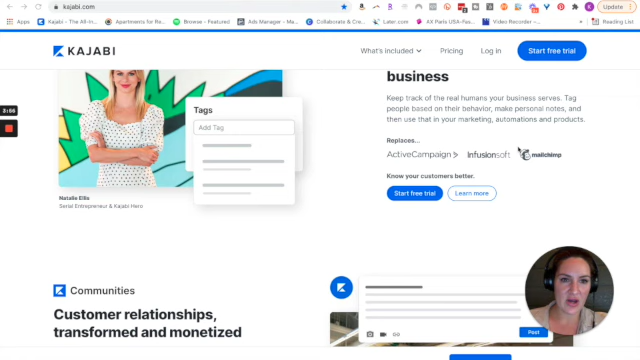 kajabi.com
Update
Apps
Kajabi | The All-In...
Apartments for Re...
Browse - Featured
Ads Manager - Ma...
Collaborate & Crea...
Later.com
AX Paris USA-Fas...
Video Recorder -...
Reading List
KAJABI
What's included
Pricing
Log in
Start free trial
business
Keep track of the real humans your business serves. Tag
people based on their behavior, make personal notes, and
then use that in your marketing, automations and products.
Tags
Add Tag
3:56
Replaces...
ActiveCampaign
Infusionsoft
mailchimp
Know your customers better.
Start free trial
Learn more
Natalie Ellis
Serial Entrepreneur & Kajabi Hero
Communities
Customer relationships,
transformed and monetized
Post